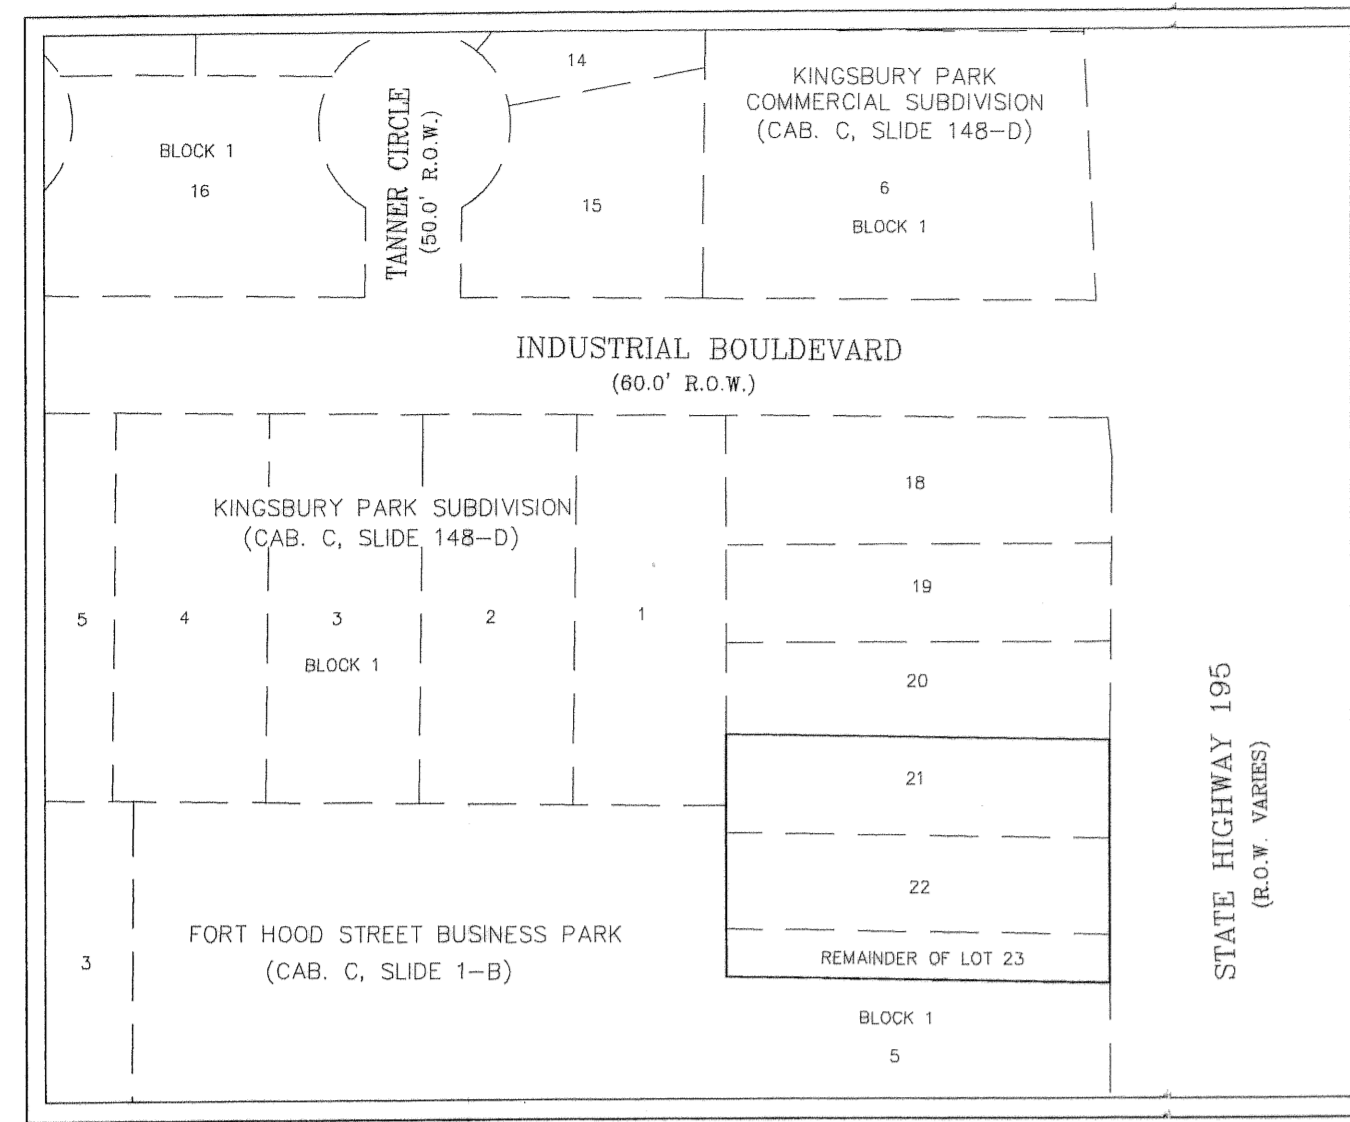 14
KINGSBURY PARK
COMMERCIAL SUBDIVISION
(CAB. C, SLIDE 148-D)
BLOCK 1
16
TANNER CIRCLE
(50.0' R.O.W.)
15
6
BLOCK 1
INDUSTRIAL BOULDEVARD
(60.0' R.O.W.)
KINGSBURY PARK SUBDIVISION
(CAB. C, SLIDE 148-D)
5
4
3
2
1
BLOCK 1
18
19
20
21
22
REMAINDER OF LOT 23
STATE HIGHWAY 195
(R.O.W. VARIES)
3
FORT HOOD STREET BUSINESS PARK
(CAB. C, SLIDE 1-B)
BLOCK 1
5